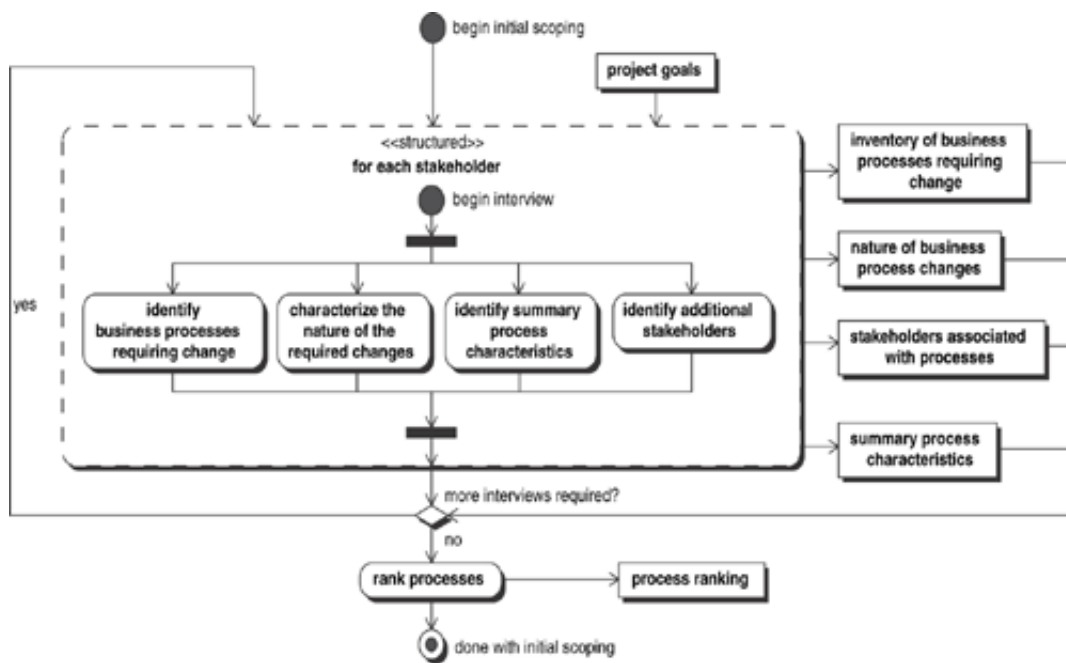 begin initial scoping
project goals
<<structured>>
for each stakeholder
begin interview
identify
business processes
requiring change
characterize the
nature of the
required changes
identify summary
process
characteristics
identify additional
stakeholders
inventory of business
processes requiring
change
nature of business
process changes
stakeholders associated
with processes
summary process
characteristics
yes
more interviews required?
no
rank processes
process ranking
done with initial scoping